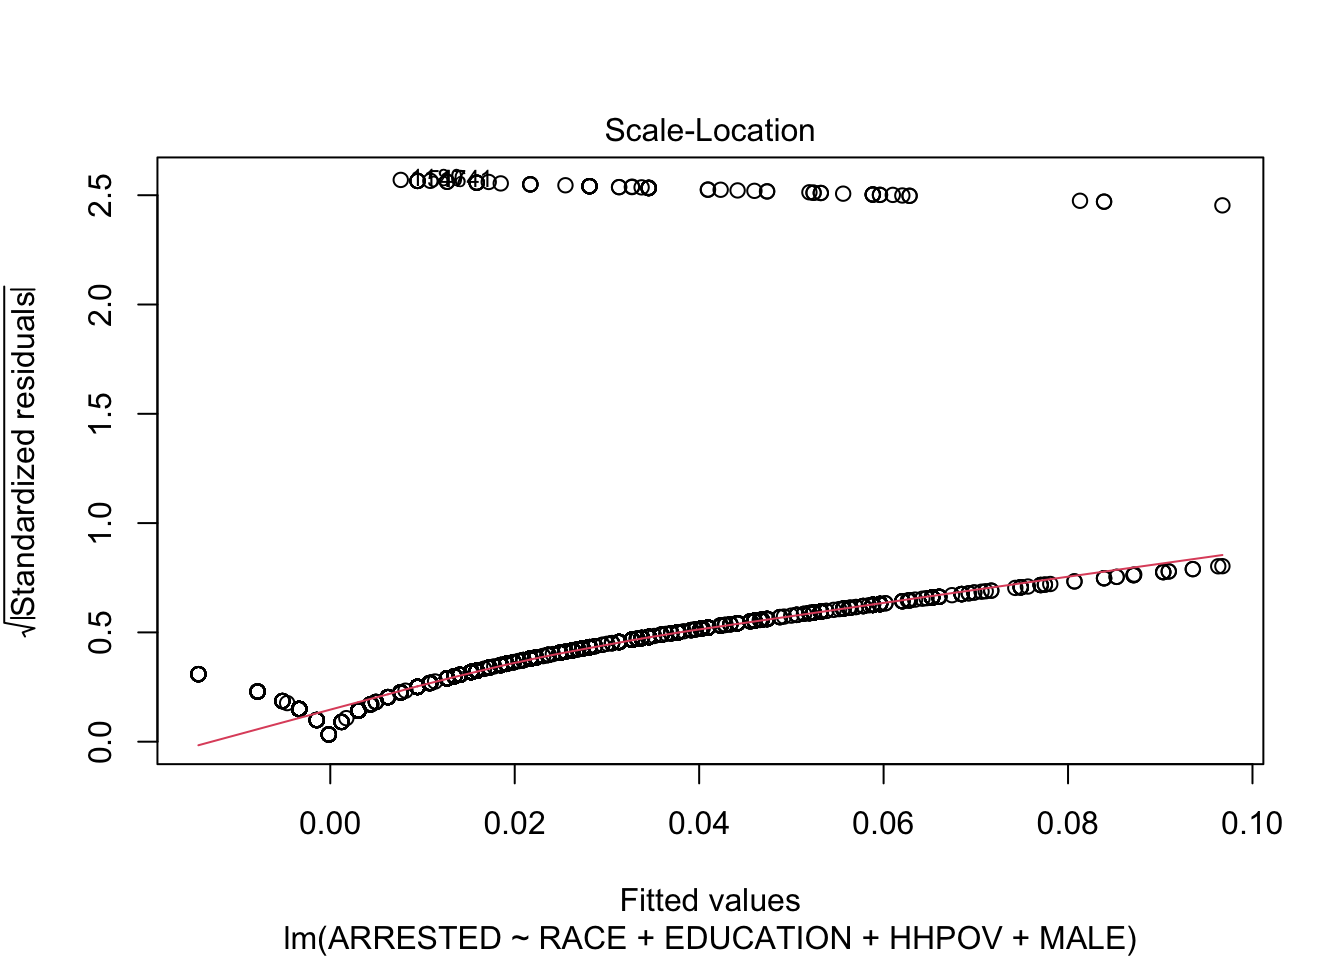 Scale-Location
√|Standardized residuals|
2.5
2.0
1.5
1.0
0.5
0.0
0.00 0.02 0.04 0.06 0.08 0.10
Fitted values
lm(ARRESTED ~ RACE + EDUCATION + HHPOV + MALE)